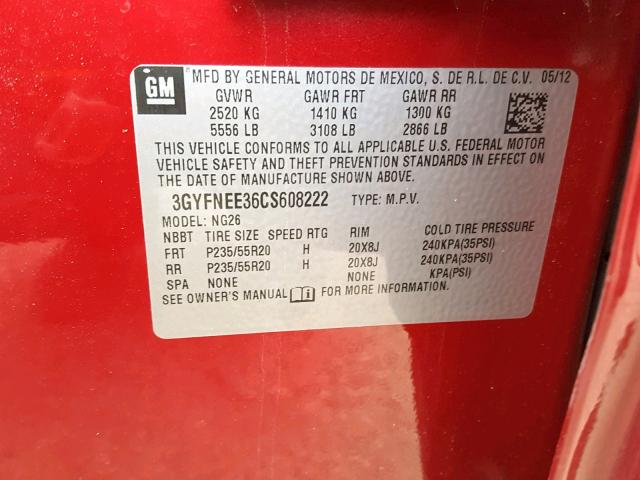 GM
MFD BY GENERAL MOTORS DE MEXICO, S. DE R.L. DE C.V. 05/12
GVWR GAWR FRT GAWR RR
2520 KG 1410 KG 1300 KG
5556 LB 3108 LB 2866 LB
THIS VEHICLE CONFORMS TO ALL APPLICABLE U.S. FEDERAL MOTOR
VEHICLE SAFETY AND THEFT PREVENTION STANDARDS IN EFFECT ON
THE DATE OF MANUFACTURE SHOWN ABOVE.
3GYFNEE36CS608222 TYPE: M.P.V.
MODEL: NG26
NBBT TIRE SIZE SPEED RTG RIM COLD TIRE PRESSURE
FRT P235/55R20 H 20X8J 240KPA(35PSI)
RR P235/55R20 H 20X8J 240KPA(35PSI)
SPA NONE NONE KPA(PSI)
SEE OWNER'S MANUAL FOR MORE INFORMATION.